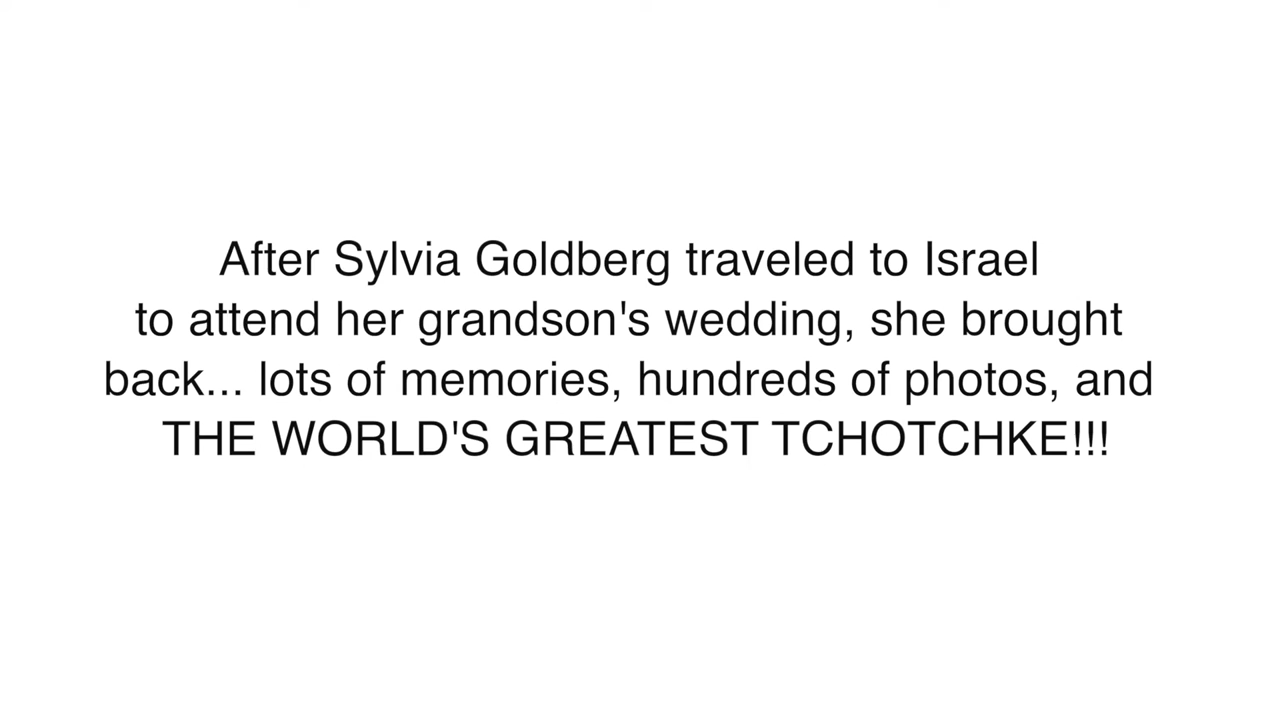 After Sylvia Goldberg traveled to Israel
to attend her grandson's wedding, she brought
back... lots of memories, hundreds of photos, and
THE WORLD'S GREATEST TCHOTCHKE!!!